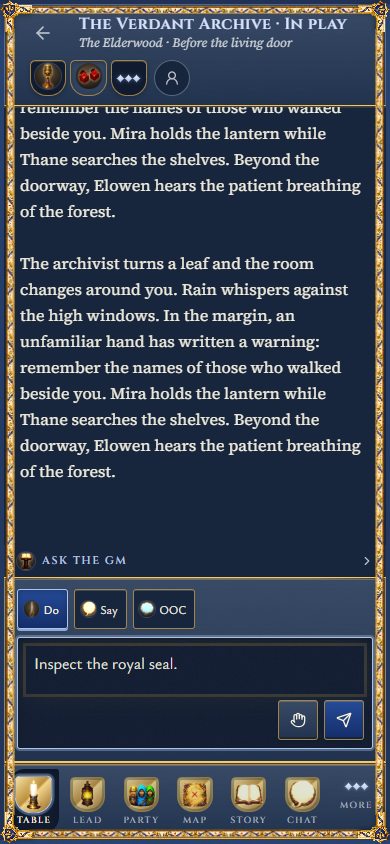 The Verdant Archive · In play
The Elderwood · Before the living door
remember the names of those who walked
beside you. Mira holds the lantern while
Thane searches the shelves. Beyond the
doorway, Elowen hears the patient breathing
of the forest.
The archivist turns a leaf and the room
changes around you. Rain whispers against
the high windows. In the margin, an
unfamiliar hand has written a warning:
remember the names of those who walked
beside you. Mira holds the lantern while
Thane searches the shelves. Beyond the
doorway, Elowen hears the patient breathing
of the forest.
ASK THE GM
Do Say OOC
Inspect the royal seal.
TABLE LEAD PARTY MAP STORY CHAT MORE